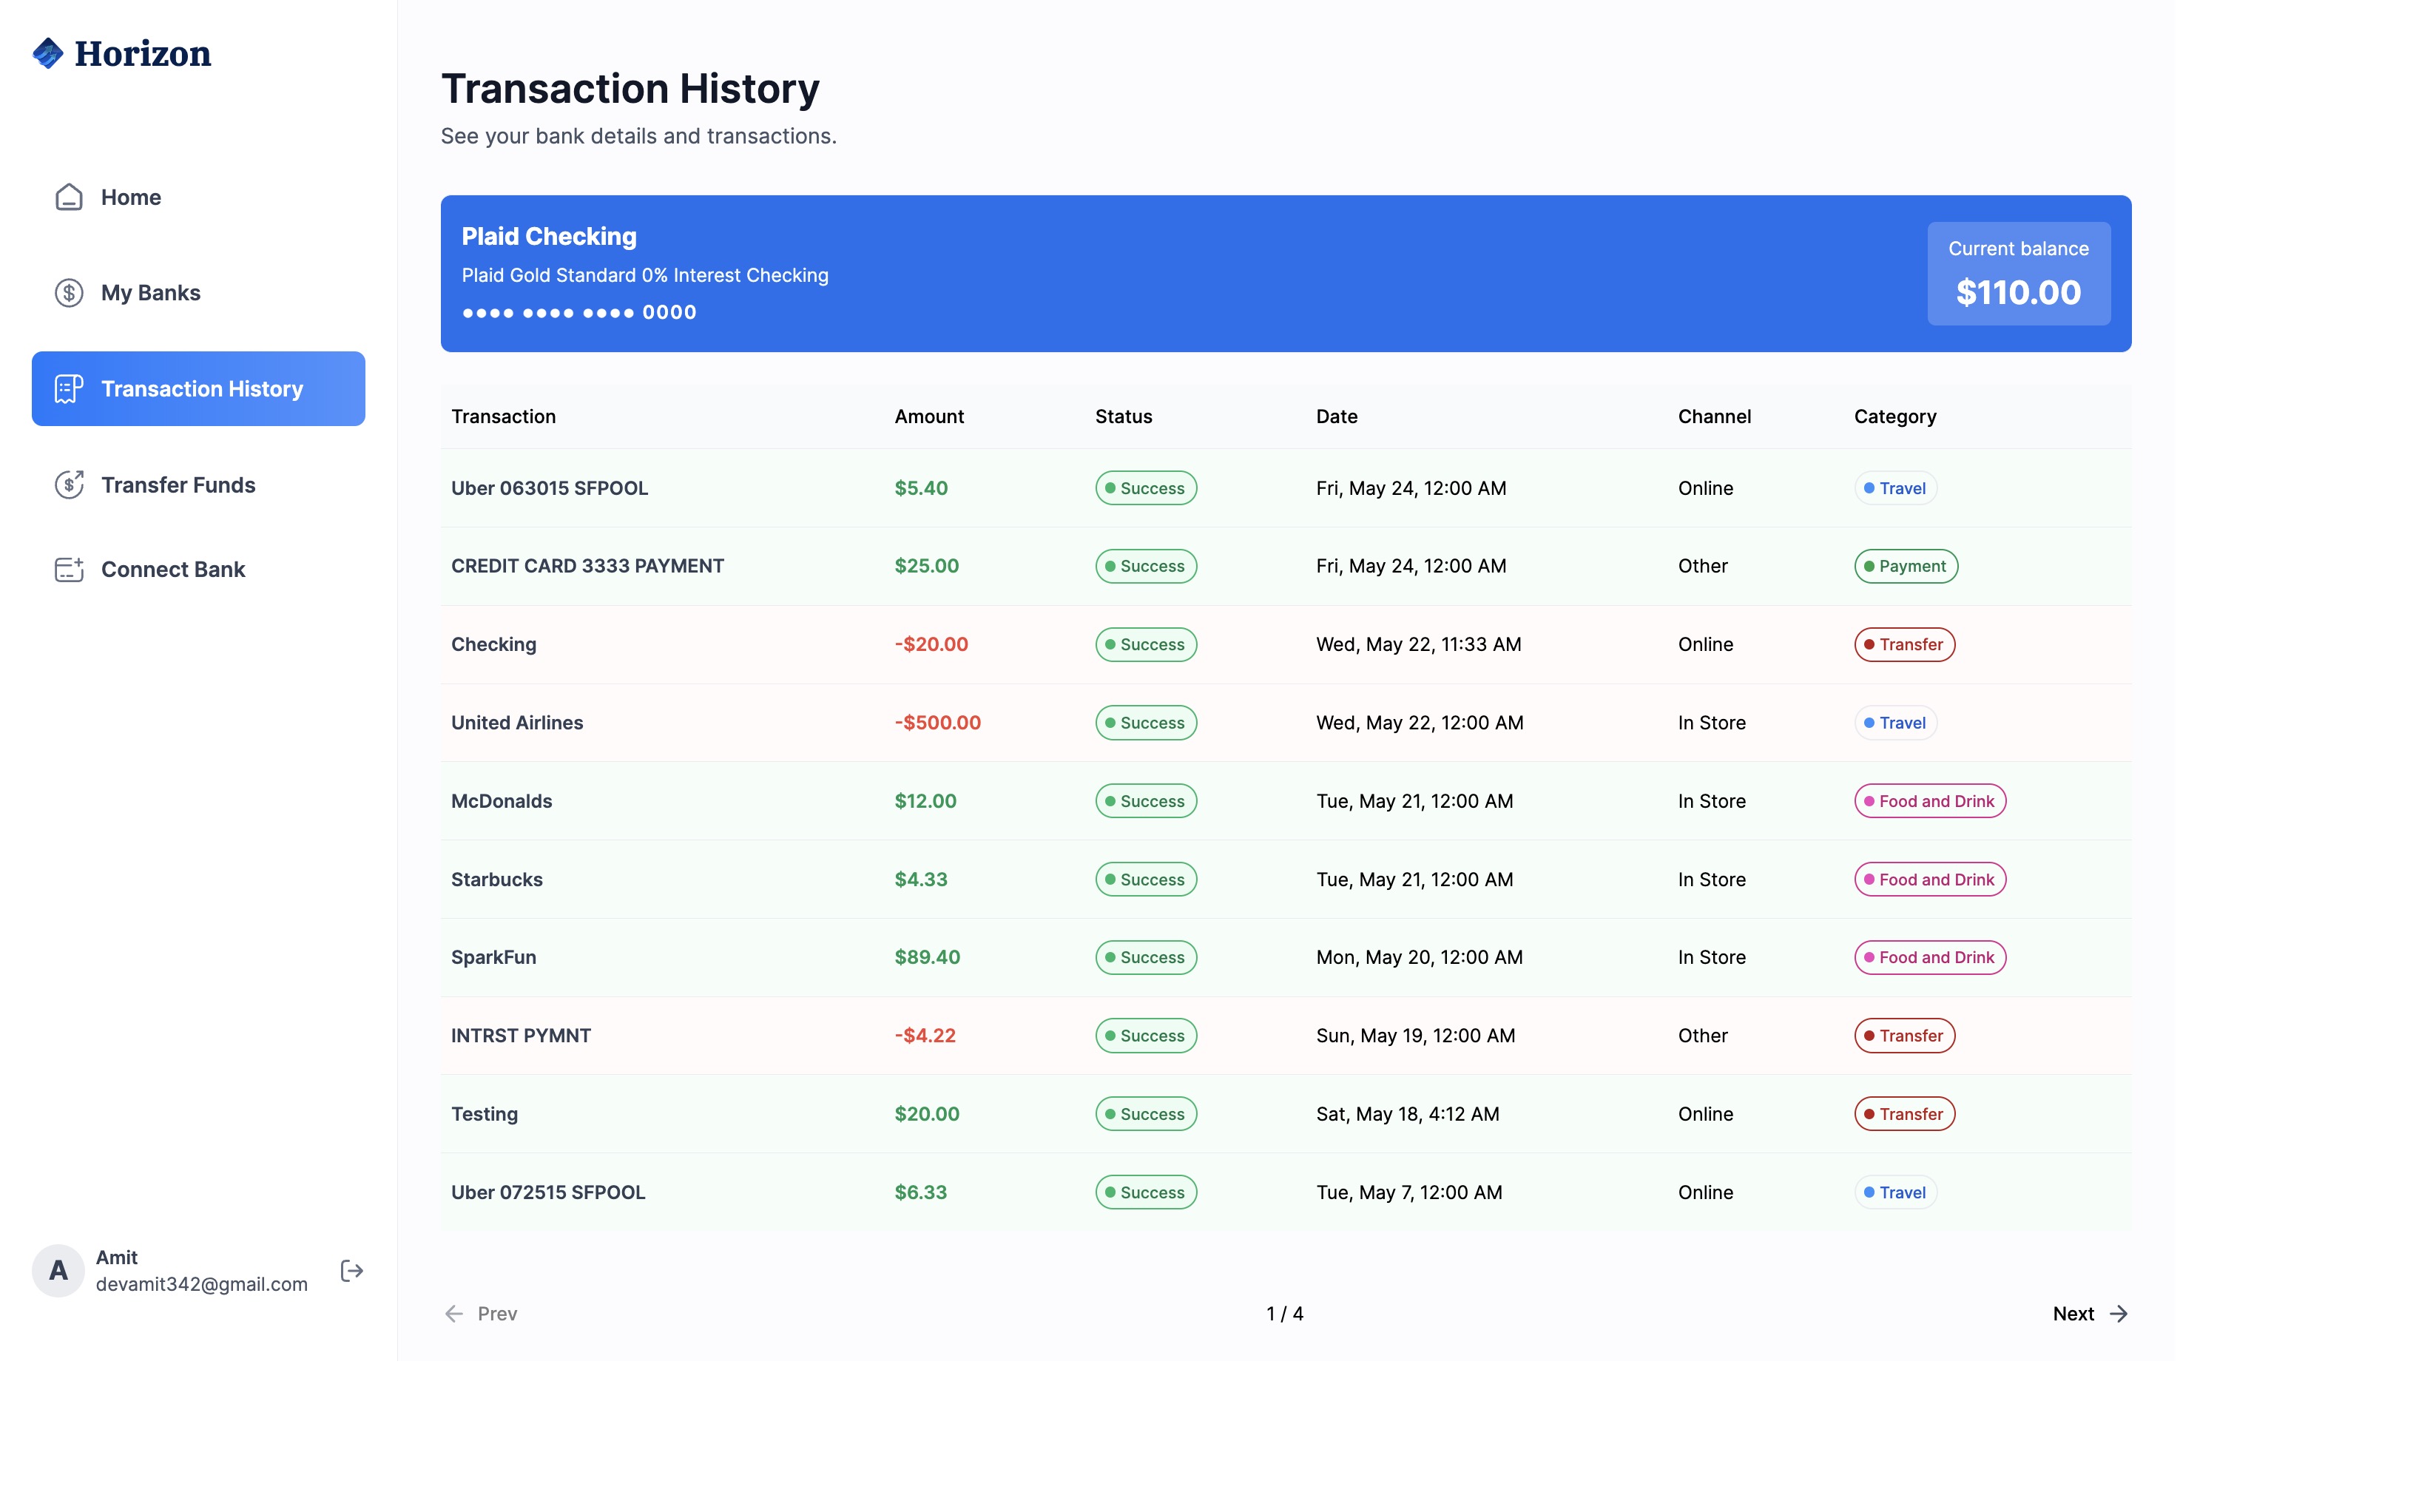 Horizon
Home
My Banks
Transaction History
Transfer Funds
Connect Bank
A
Amit
devamit342@gmail.com
Transaction History
See your bank details and transactions.
Plaid Checking
Plaid Gold Standard 0% Interest Checking
●●●● ●●●● ●●●● 0000
Current balance
$110.00
Transaction Amount Status Date Channel Category
Uber 063015 SFPOOL $5.40 Success Fri, May 24, 12:00 AM Online Travel
CREDIT CARD 3333 PAYMENT $25.00 Success Fri, May 24, 12:00 AM Other Payment
Checking -$20.00 Success Wed, May 22, 11:33 AM Online Transfer
United Airlines -$500.00 Success Wed, May 22, 12:00 AM In Store Travel
McDonalds $12.00 Success Tue, May 21, 12:00 AM In Store Food and Drink
Starbucks $4.33 Success Tue, May 21, 12:00 AM In Store Food and Drink
SparkFun $89.40 Success Mon, May 20, 12:00 AM In Store Food and Drink
INTRST PYMNT -$4.22 Success Sun, May 19, 12:00 AM Other Transfer
Testing $20.00 Success Sat, May 18, 4:12 AM Online Transfer
Uber 072515 SFPOOL $6.33 Success Tue, May 7, 12:00 AM Online Travel
Prev 1 / 4 Next